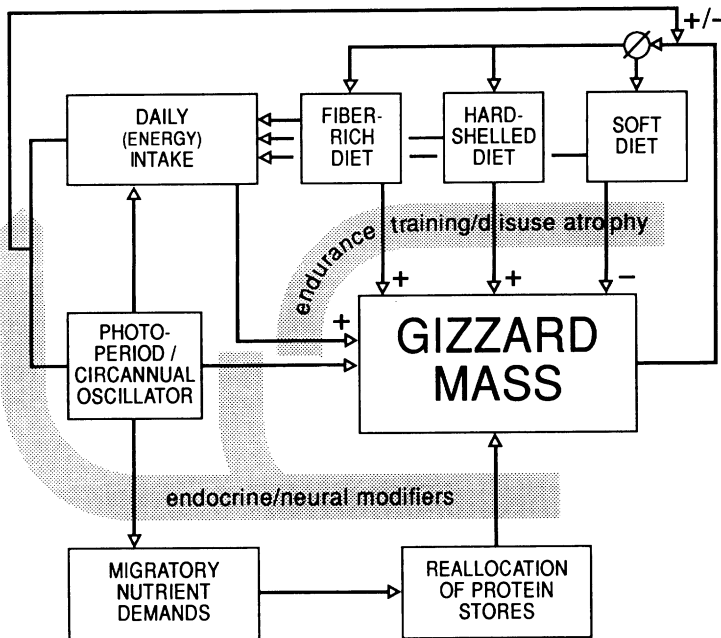 +/-
DAILY
(ENERGY)
INTAKE
FIBER-
RICH
DIET
HARD-
SHELLED
DIET
SOFT
DIET
endurance training/disuse atrophy
+
+
−
+
PHOTO-
PERIOD /
CIRCANNUAL
OSCILLATOR
GIZZARD
MASS
endocrine/neural modifiers
MIGRATORY
NUTRIENT
DEMANDS
REALLOCATION
OF PROTEIN
STORES